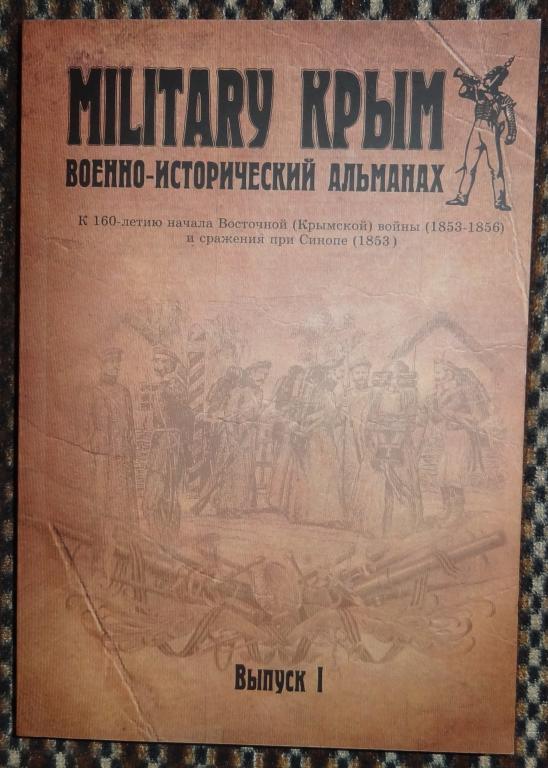 MILITARY КРЫМ
ВОЕННО-ИСТОРИЧЕСКИЙ АЛЬМАНАХ
К 160-летию начала Восточной (Крымской) войны (1853-1856)
и сражения при Синопе (1853)
Выпуск I